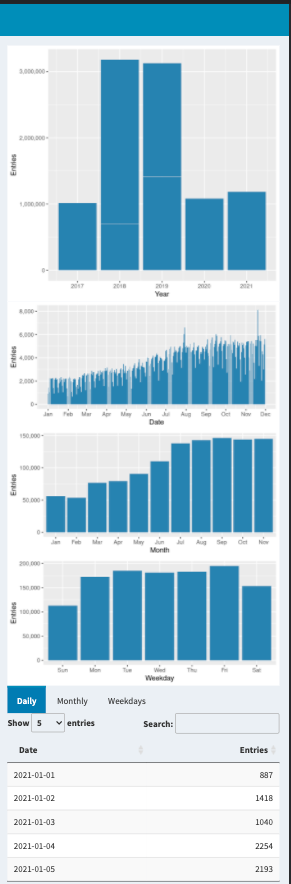 3,000,000
2,000,000
1,000,000
0
Entries
2017 2018 2019 2020 2021
Year
8,000
6,000
4,000
2,000
0
Entries
Jan Feb Mar Apr May Jun Jul Aug Sep Oct Nov Dec
Date
150,000
100,000
50,000
0
Entries
Jan Feb Mar Apr May Jun Jul Aug Sep Oct Nov
Month
200,000
150,000
100,000
50,000
0
Entries
Sun Mon Tue Wed Thu Fri Sat
Weekday
Daily Monthly Weekdays
Show 5 entries Search:
Date Entries
2021-01-01 887
2021-01-02 1418
2021-01-03 1040
2021-01-04 2254
2021-01-05 2193